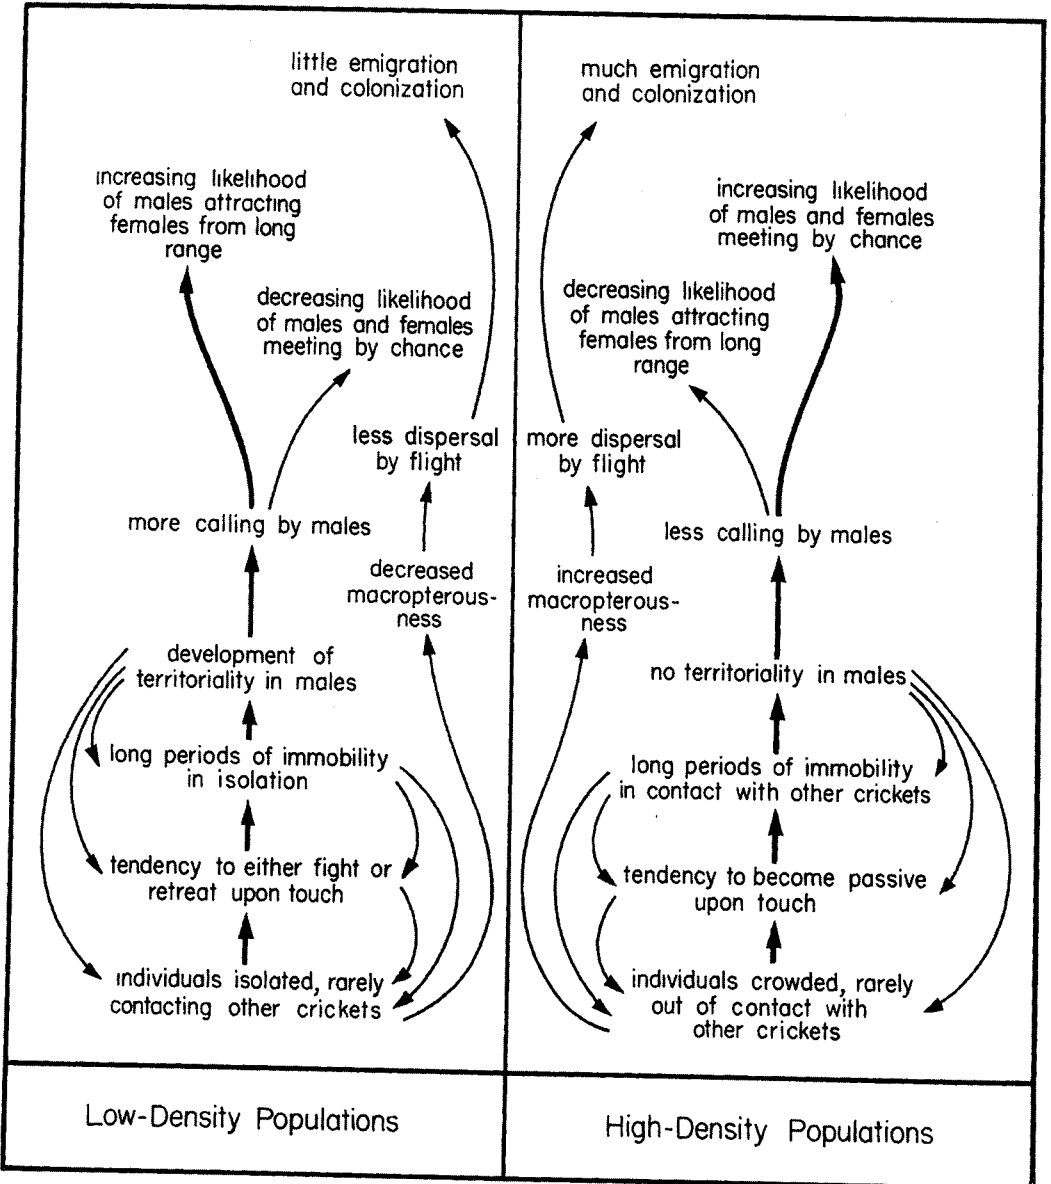 little emigration
and colonization
increasing likelihood
of males attracting
females from long
range
decreasing likelihood
of males and females
meeting by chance
less dispersal
by flight
more calling by males
decreased
macropterous-
ness
development of
territoriality in males
long periods of immobility
in isolation
tendency to either fight or
retreat upon touch
individuals isolated, rarely
contacting other crickets
Low-Density Populations
much emigration
and colonization
increasing likelihood
of males and females
meeting by chance
decreasing likelihood
of males attracting
females from long
range
more dispersal
by flight
less calling by males
increased
macropterous-
ness
no territoriality in males
long periods of immobility
in contact with other crickets
tendency to become passive
upon touch
individuals crowded, rarely
out of contact with
other crickets
High-Density Populations